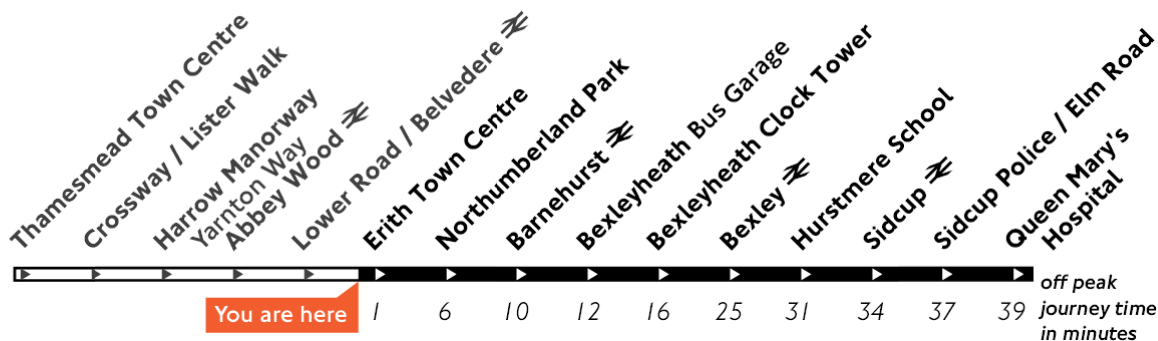 Thamesmead Town Centre
Crossway / Lister Walk
Harrow Manorway
Yarnton Way
Abbey Wood
Lower Road / Belvedere
Erith Town Centre
Northumberland Park
Barnehurst
Bexleyheath Bus Garage
Bexleyheath Clock Tower
Bexley
Hurstmere School
Sidcup
Sidcup Police / Elm Road
Queen Mary's
Hospital
You are here
1 6 10 12 16 25 31 34 37 39
off peak
journey time
in minutes